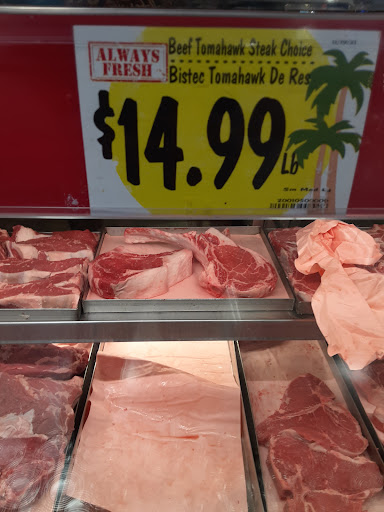 ALWAYS
FRESH
Beef Tomahawk Steak Choice
Bistec Tomahawk De Res
$14.99
Lb